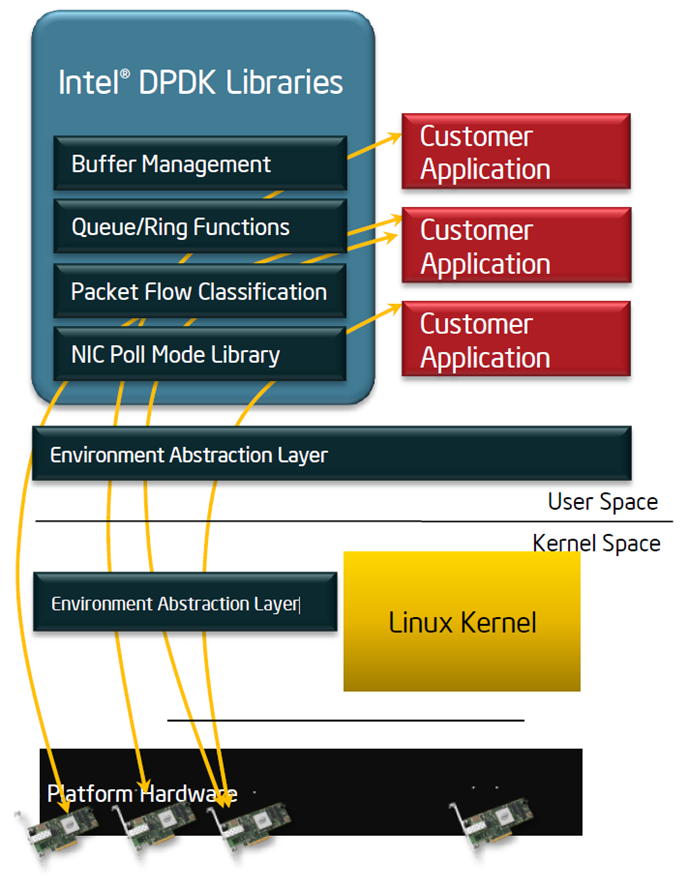 Intel® DPDK Libraries
Buffer Management
Queue/Ring Functions
Packet Flow Classification
NIC Poll Mode Library
Customer
Application
Customer
Application
Customer
Application
Environment Abstraction Layer
User Space
Kernel Space
Environment Abstraction Layer
Linux Kernel
Platform Hardware